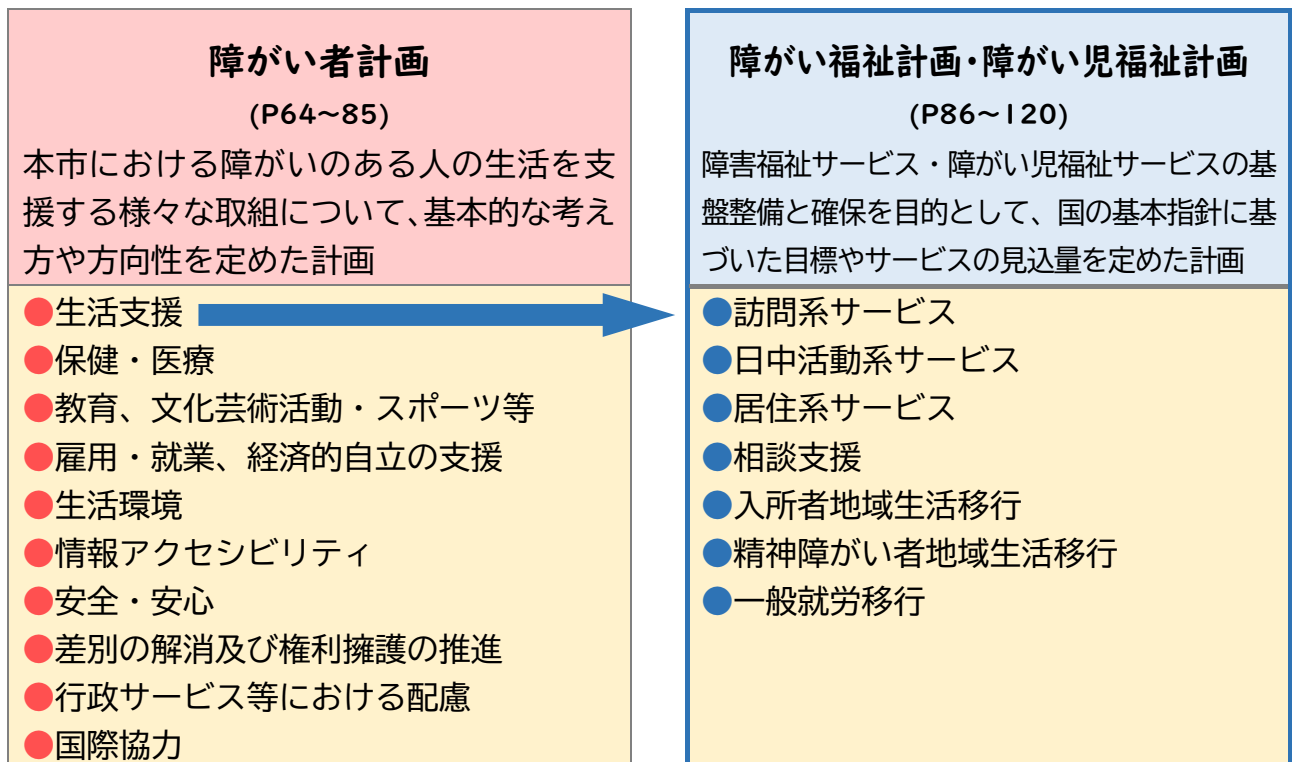 障がい者計画
(P64~85)
本市における障がいのある人の生活を支
援する様々な取組について、基本的な考え
方や方向性を定めた計画
●生活支援
●保健・医療
●教育、文化芸術活動・スポーツ等
●雇用・就業、経済的自立の支援
●生活環境
●情報アクセシビリティ
●安全・安心
●差別の解消及び権利擁護の推進
●行政サービス等における配慮
●国際協力
障がい福祉計画・障がい児福祉計画
(P86~120)
障害福祉サービス・障がい児福祉サービスの基
盤整備と確保を目的として、国の基本指針に基
づいた目標やサービスの見込量を定めた計画
●訪問系サービス
●日中活動系サービス
●居住系サービス
●相談支援
●入所者地域生活移行
●精神障がい者地域生活移行
●一般就労移行